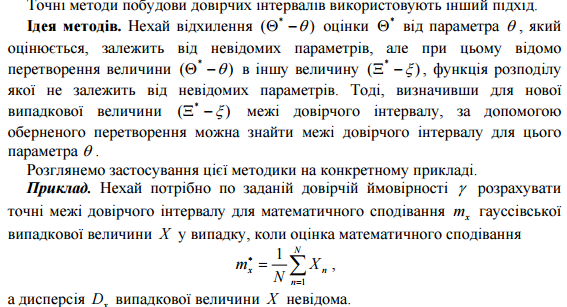 Точні методи побудови довірчих інтервалів використовують інший підхід.
Ідея методів. Нехай відхилення (Θ* − θ) оцінки Θ* від параметра θ, який
оцінюється, залежить від невідомих параметрів, але при цьому відомо
перетворення величини (Θ* − θ) в іншу величину (Ξ* − ξ), функція розподілу
якої не залежить від невідомих параметрів. Тоді, визначивши для нової
випадкової величини (Ξ* − ξ) межі довірчого інтервалу, за допомогою
оберненого перетворення можна знайти межі довірчого інтервалу для цього
параметра θ.
Розглянемо застосування цієї методики на конкретному прикладі.
Приклад. Нехай потрібно по заданій довірчій ймовірності γ розрахувати
точні межі довірчого інтервалу для математичного сподівання mₓ гауссівської
випадкової величини X у випадку, коли оцінка математичного сподівання
m*ₓ = 1/N ∑ₙ₌₁ᴺ Xₙ,
а дисперсія Dₓ випадкової величини X невідома.